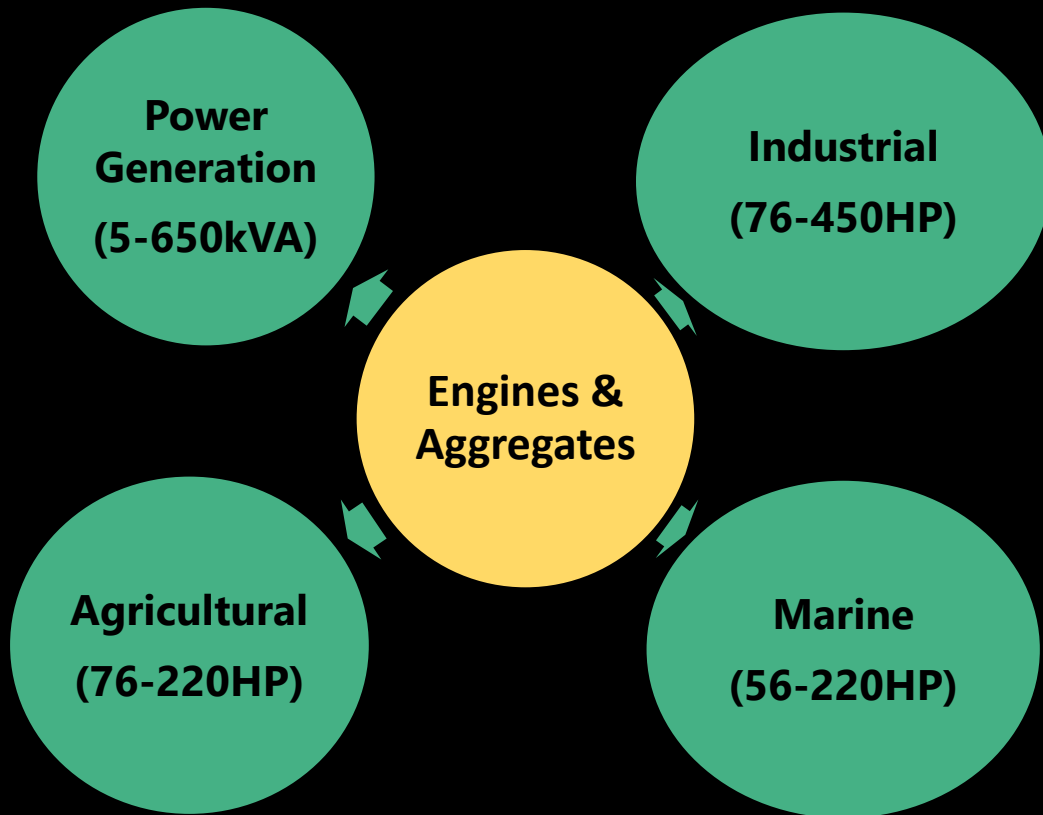 Power
Generation
(5-650kVA)
Industrial
(76-450HP)
Engines &
Aggregates
Agricultural
(76-220HP)
Marine
(56-220HP)